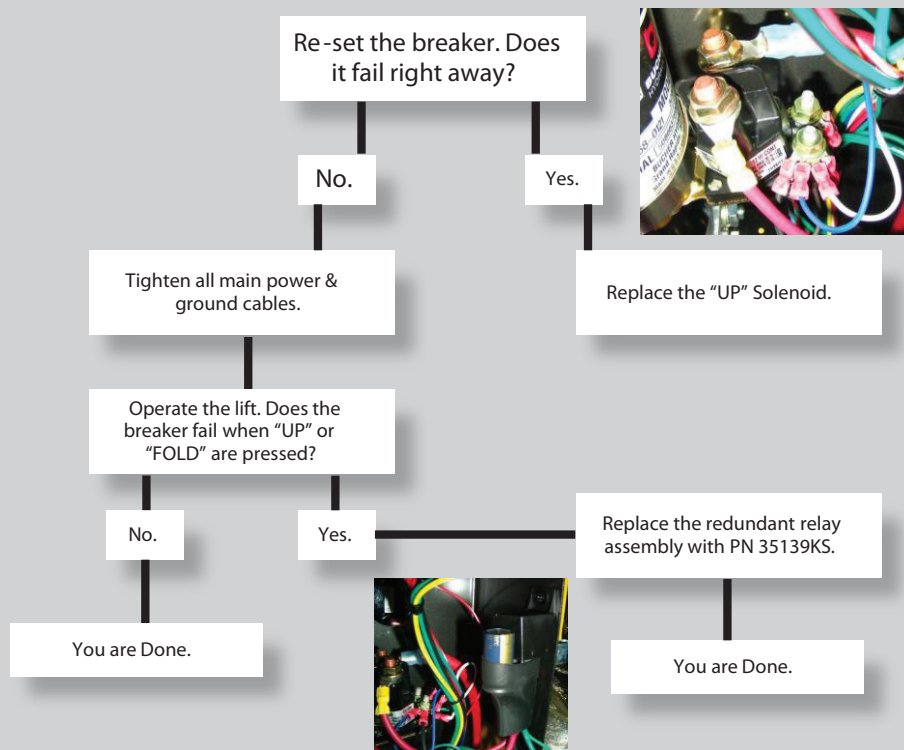 Re-set the breaker. Does
it fail right away?
No.
Yes.
Tighten all main power &
ground cables.
Replace the “UP” Solenoid.
Operate the lift. Does the
breaker fail when “UP” or
“FOLD” are pressed?
No.
Yes.
Replace the redundant relay
assembly with PN 35139KS.
You are Done.
You are Done.